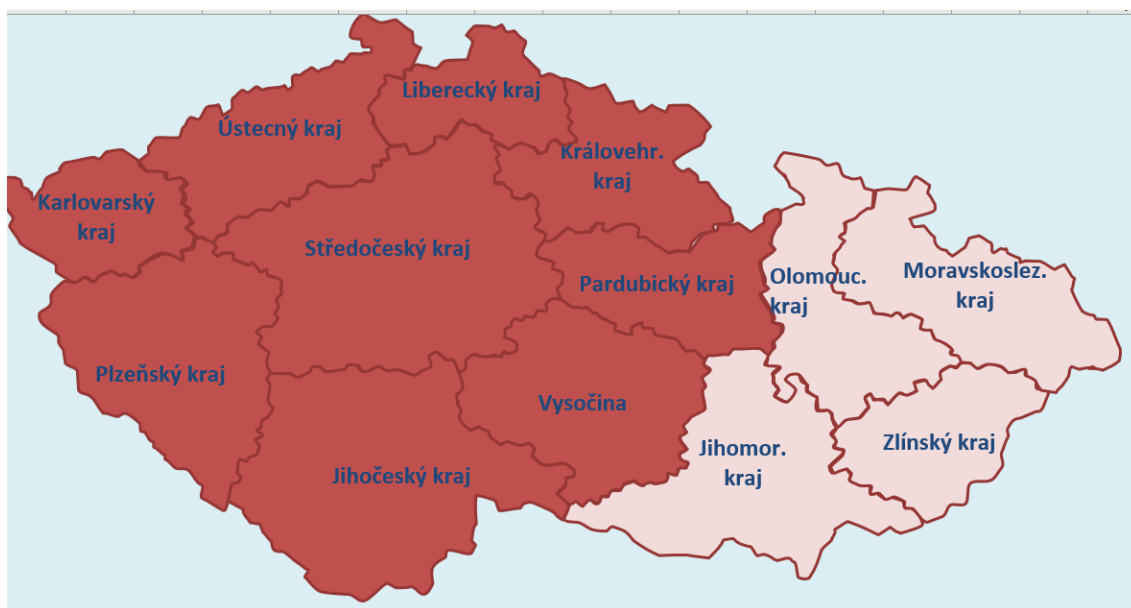 Liberecký kraj
Ústecný kraj
Královehr.
kraj
Karlovarský
kraj
Středočeský kraj
Pardubický kraj
Olomouc.
kraj
Moravskoslez.
kraj
Plzeňský kraj
Vysočina
Jihomor.
kraj
Zlínský kraj
Jihočeský kraj